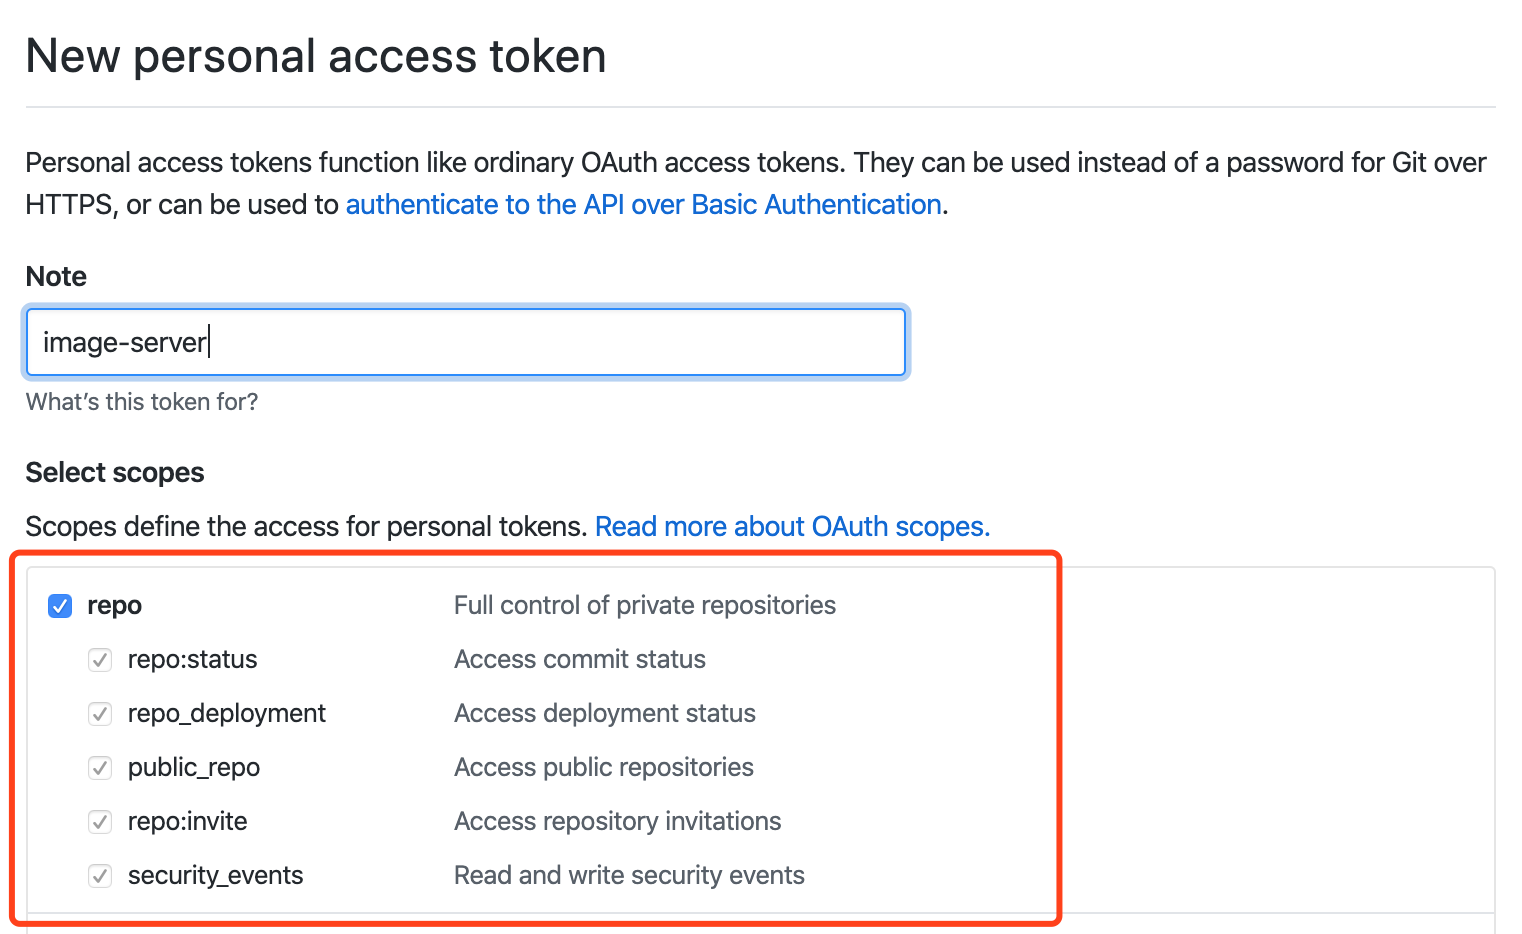 New personal access token
Personal access tokens function like ordinary OAuth access tokens. They can be used instead of a password for Git over
HTTPS, or can be used to authenticate to the API over Basic Authentication.
Note
image-server
What's this token for?
Select scopes
Scopes define the access for personal tokens. Read more about OAuth scopes.
repo Full control of private repositories
repo:status Access commit status
repo_deployment Access deployment status
public_repo Access public repositories
repo:invite Access repository invitations
security_events Read and write security events